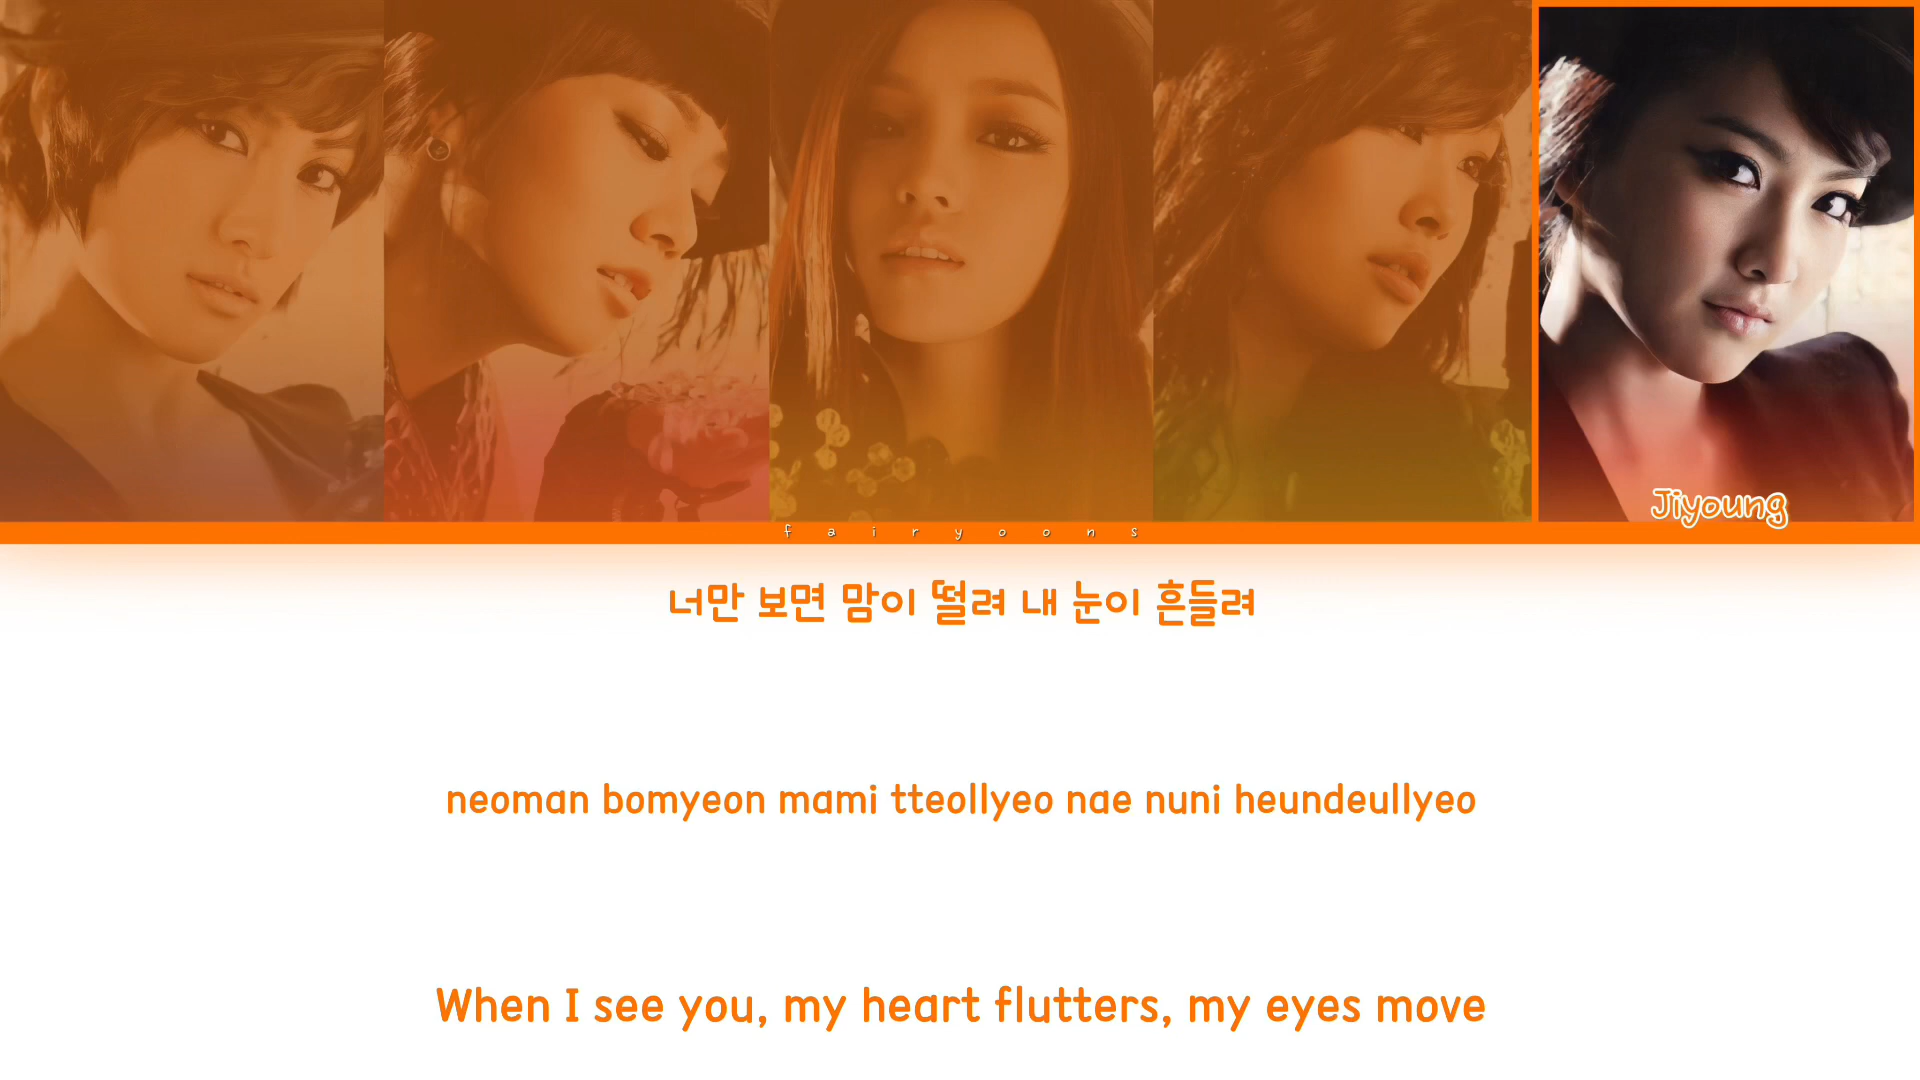 Jiyoung
fairyoons
너만 보면 맘이 떨려 내 눈이 흔들려
neoman bomyeon mami tteollyeo nae nuni heundeullyeo
When I see you, my heart flutters, my eyes move